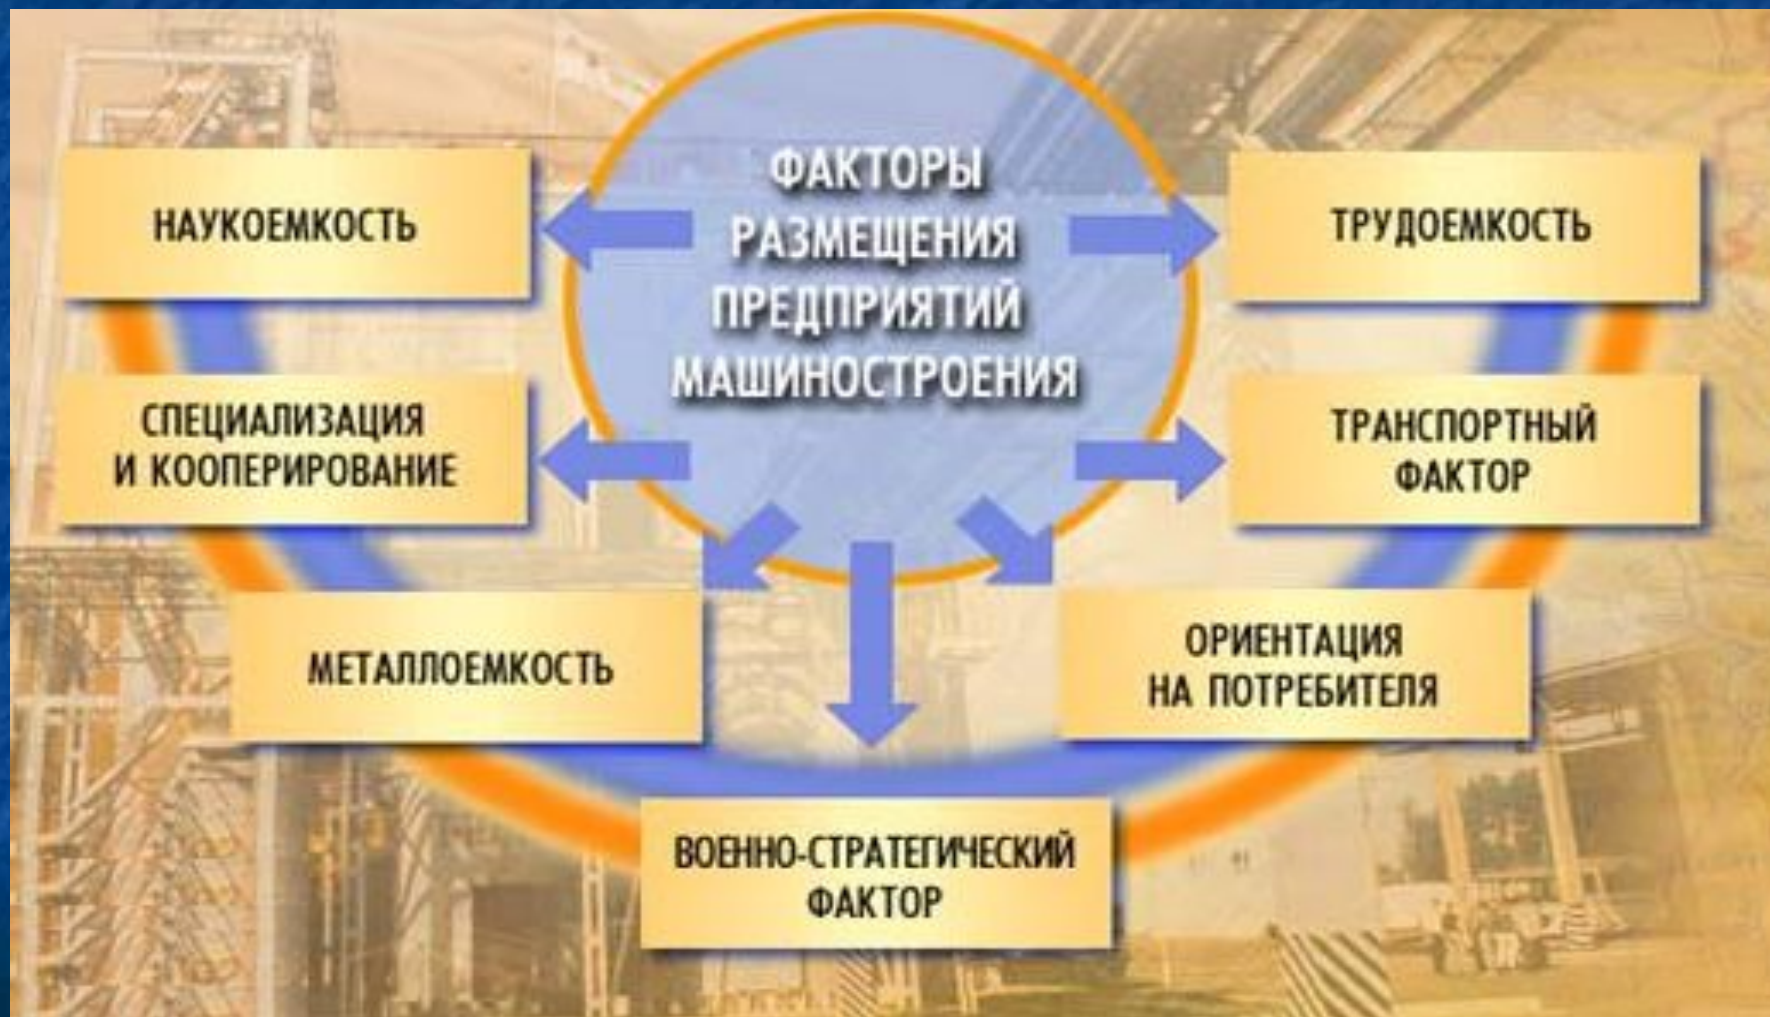 ФАКТОРЫ
РАЗМЕЩЕНИЯ
ПРЕДПРИЯТИЙ
МАШИНОСТРОЕНИЯ
НАУКОЕМКОСТЬ
ТРУДОЕМКОСТЬ
СПЕЦИАЛИЗАЦИЯ
И КООПЕРИРОВАНИЕ
ТРАНСПОРТНЫЙ
ФАКТОР
МЕТАЛЛОЕМКОСТЬ
ОРИЕНТАЦИЯ
НА ПОТРЕБИТЕЛЯ
ВОЕННО-СТРАТЕГИЧЕСКИЙ
ФАКТОР